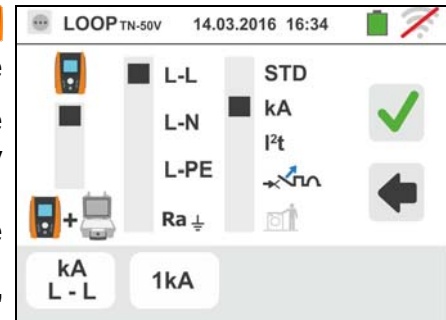 LOOP TN-50V 14.03.2016 16:34
L-L STD
L-N kA
I²t
L-PE
Ra
kA 1kA
L - L